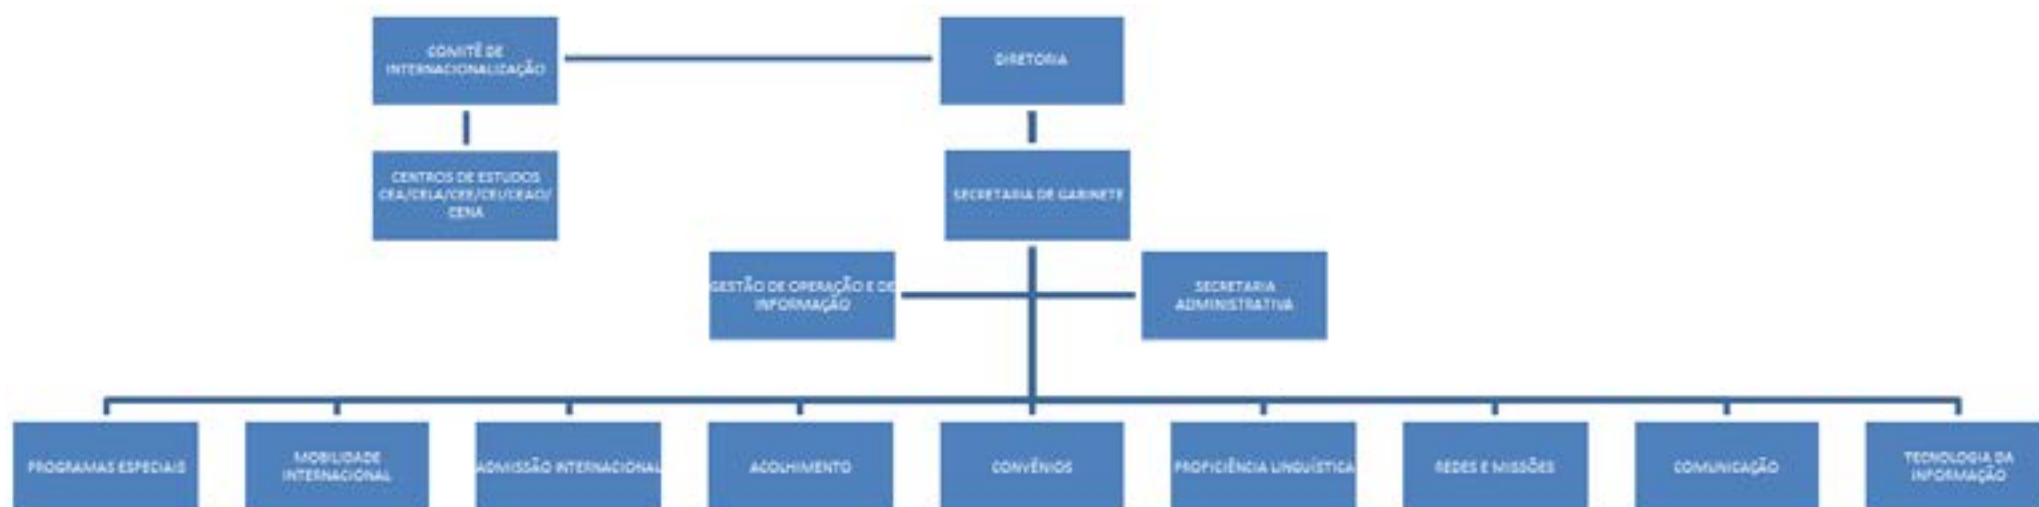 COMITÊ DE
INTERNACIONALIZAÇÃO
DIRETORIA
CENTROS DE ESTUDOS
CEA/CELA/CEE/CEI/CEAO/
CENA
SECRETARIA DE GABINETE
GESTÃO DE OPERAÇÃO E DE
INFORMAÇÃO
SECRETARIA
ADMINISTRATIVA
PROGRAMAS ESPECIAIS
MOBILIDADE
INTERNACIONAL
ADMISSÃO INTERNACIONAL
ACOLHIMENTO
CONVÊNIOS
PROFICIÊNCIA LINGUÍSTICA
REDES E MISSÕES
COMUNICAÇÃO
TECNOLOGIA DA
INFORMAÇÃO